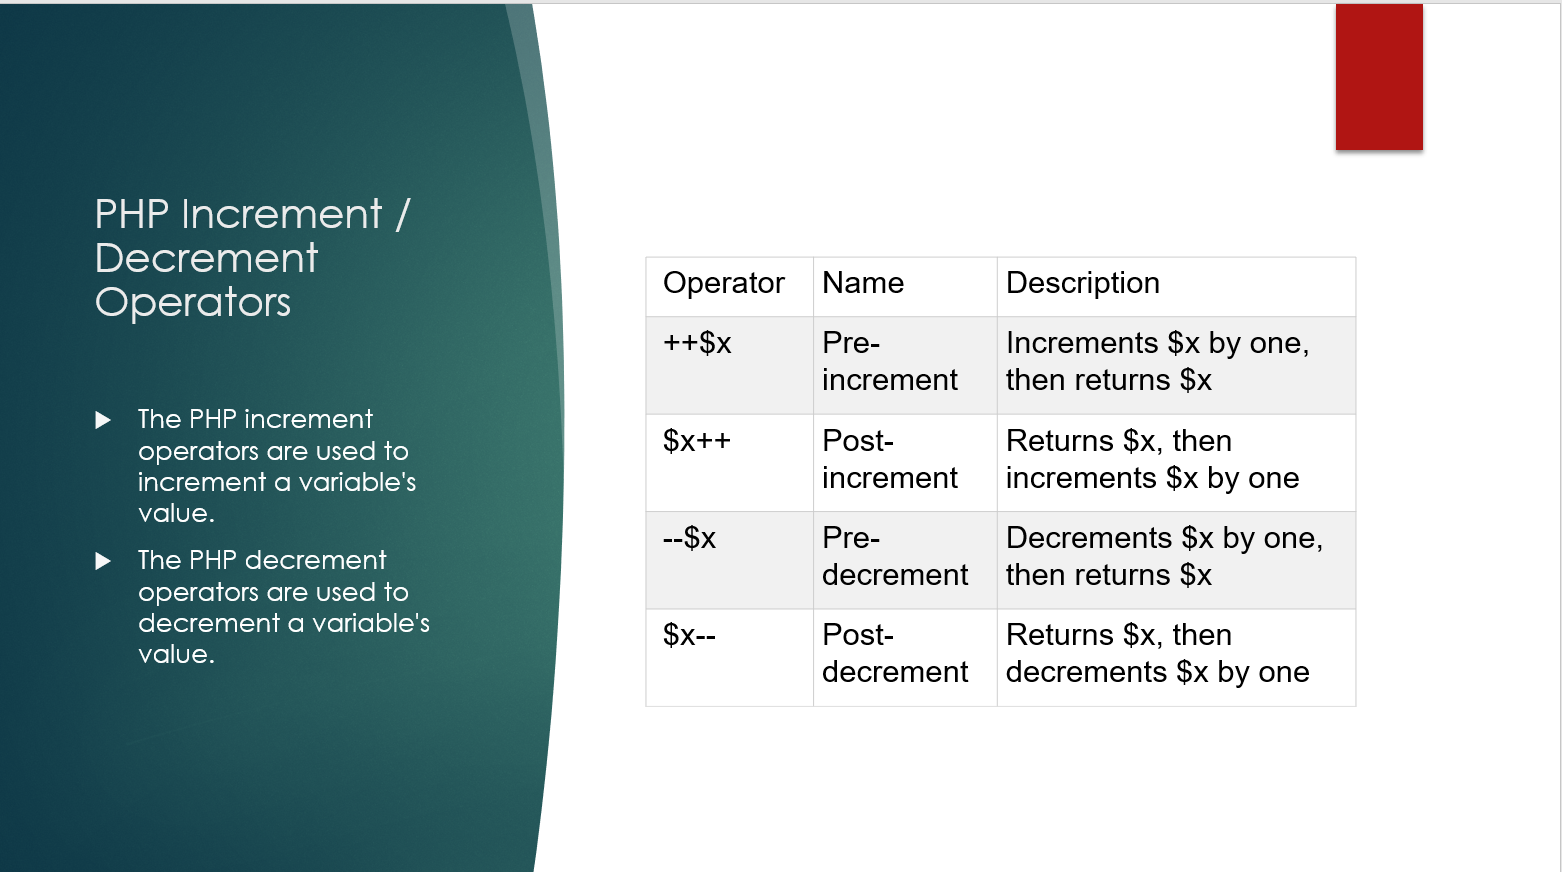 PHP Increment /
Decrement
Operators
The PHP increment
operators are used to
increment a variable's
value.
The PHP decrement
operators are used to
decrement a variable's
value.
Operator Name Description
++$x Pre- Increments $x by one,
increment then returns $x
$x++ Post- Returns $x, then
increment increments $x by one
--$x Pre- Decrements $x by one,
decrement then returns $x
$x-- Post- Returns $x, then
decrement decrements $x by one